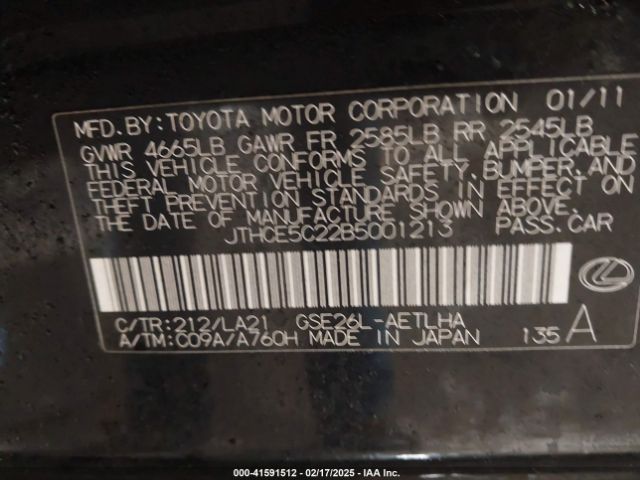 MFD.BY:TOYOTA MOTOR CORPORATION 01/11
GVWR 4665LB GAWR FR 2585LB RR 2545LB
THIS VEHICLE CONFORMS TO ALL APPLICABLE
FEDERAL MOTOR VEHICLE SAFETY,BUMPER,AND
THEFT PREVENTION STANDARDS IN EFFECT ON
THE DATE OF MANUFACTURE SHOWN ABOVE.
JTHCE5C22B5001213 PASS.CAR
C/TR:212/LA21 GSE26L-AETLHA
A/TM:C09A/A760H MADE IN JAPAN 135 A
000-41591512 - 02/17/2025 - IAA Inc.